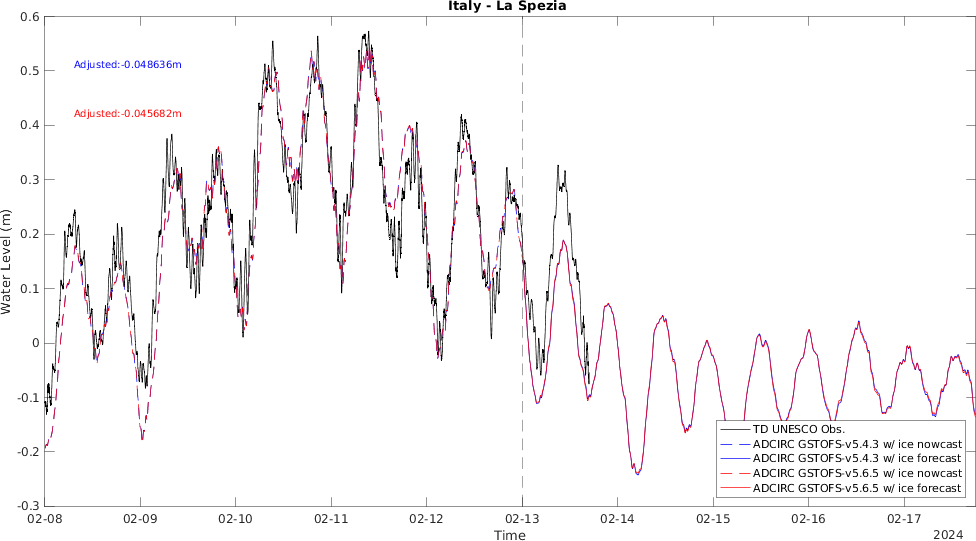 Italy - La Spezia
0.6
0.5
0.4
0.3
0.2
0.1
0
-0.1
-0.2
-0.3
Water Level (m)
Adjusted:-0.048636m
Adjusted:-0.045682m
TD UNESCO Obs.
ADCIRC GSTOFS-v5.4.3 w/ ice nowcast
ADCIRC GSTOFS-v5.4.3 w/ ice forecast
ADCIRC GSTOFS-v5.6.5 w/ ice nowcast
ADCIRC GSTOFS-v5.6.5 w/ ice forecast
02-08 02-09 02-10 02-11 02-12 02-13 02-14 02-15 02-16 02-17
Time
2024